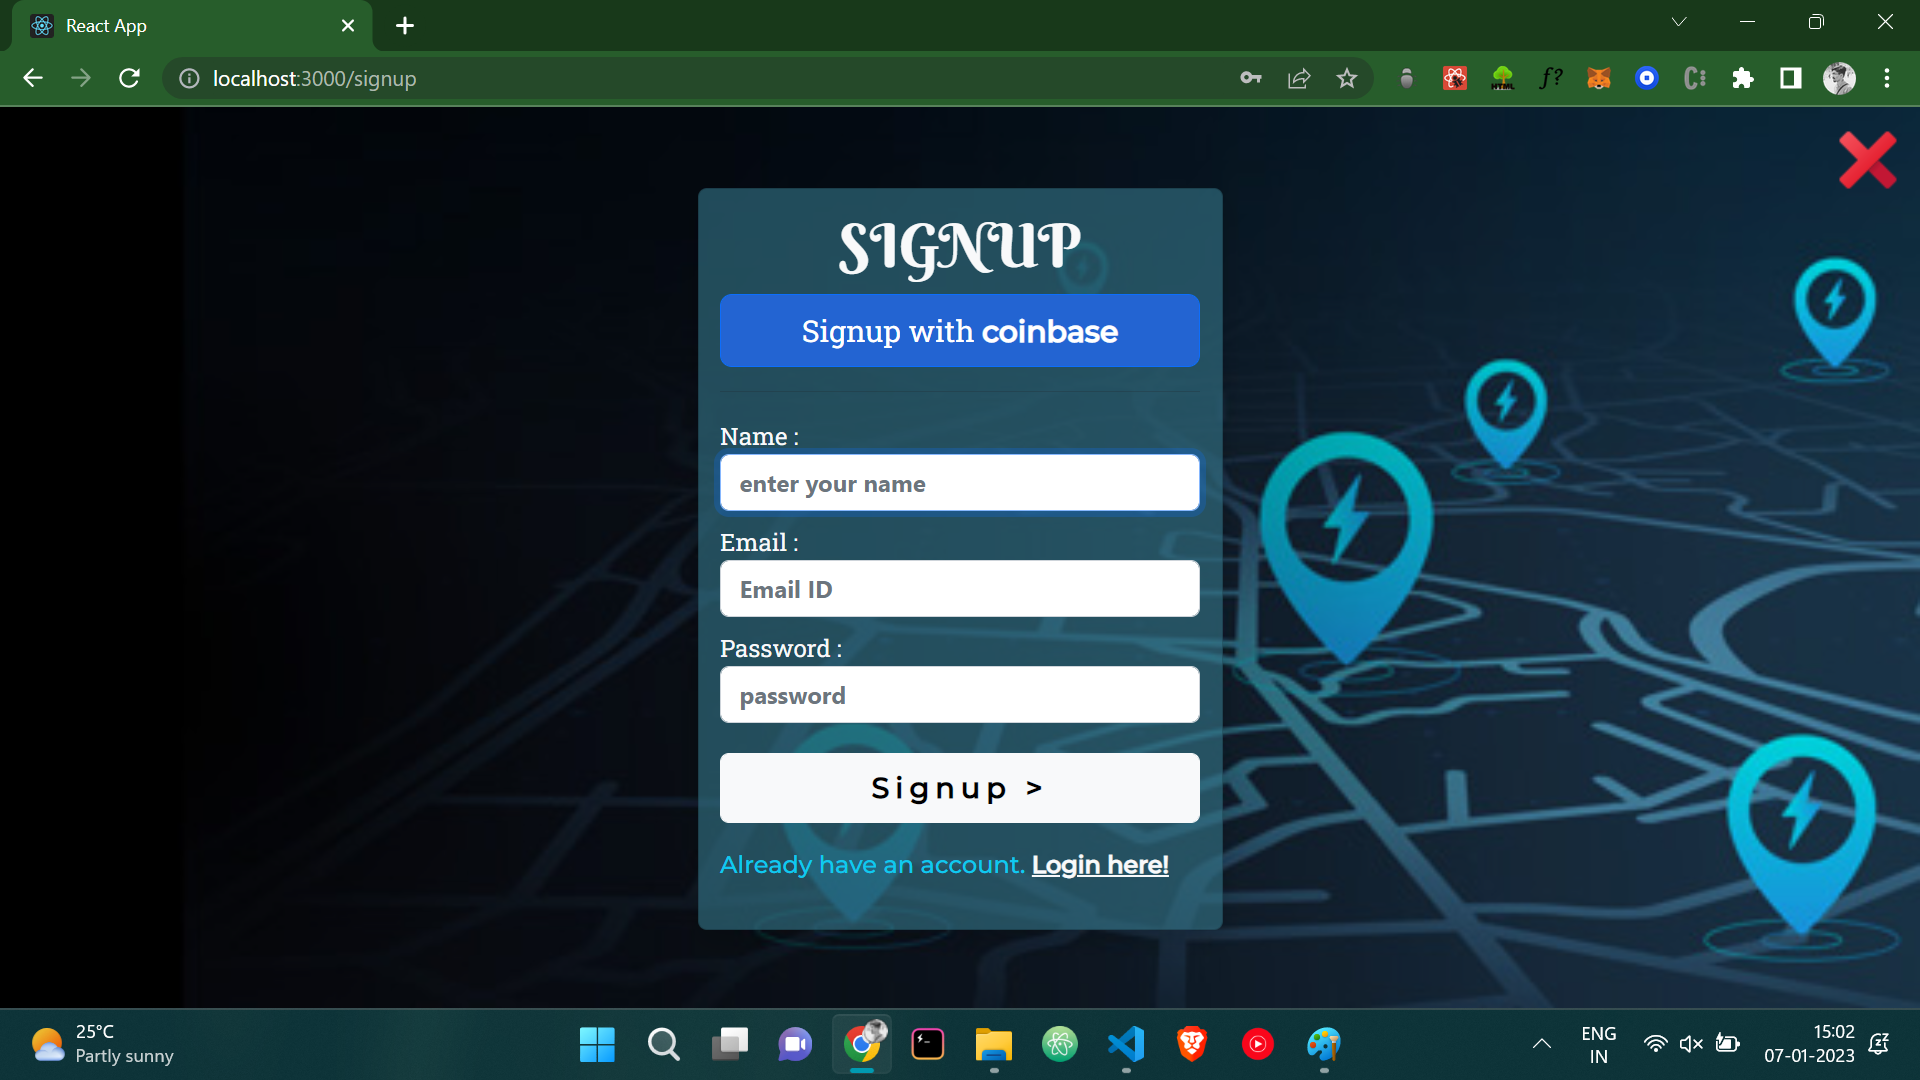 React App
localhost:3000/signup
HTML
f?
C:
SIGNUP
Signup with coinbase
Name :
enter your name
Email :
Email ID
Password :
password
Signup >
Already have an account. Login here!
25°C
Partly sunny
ENG
IN
15:02
07-01-2023